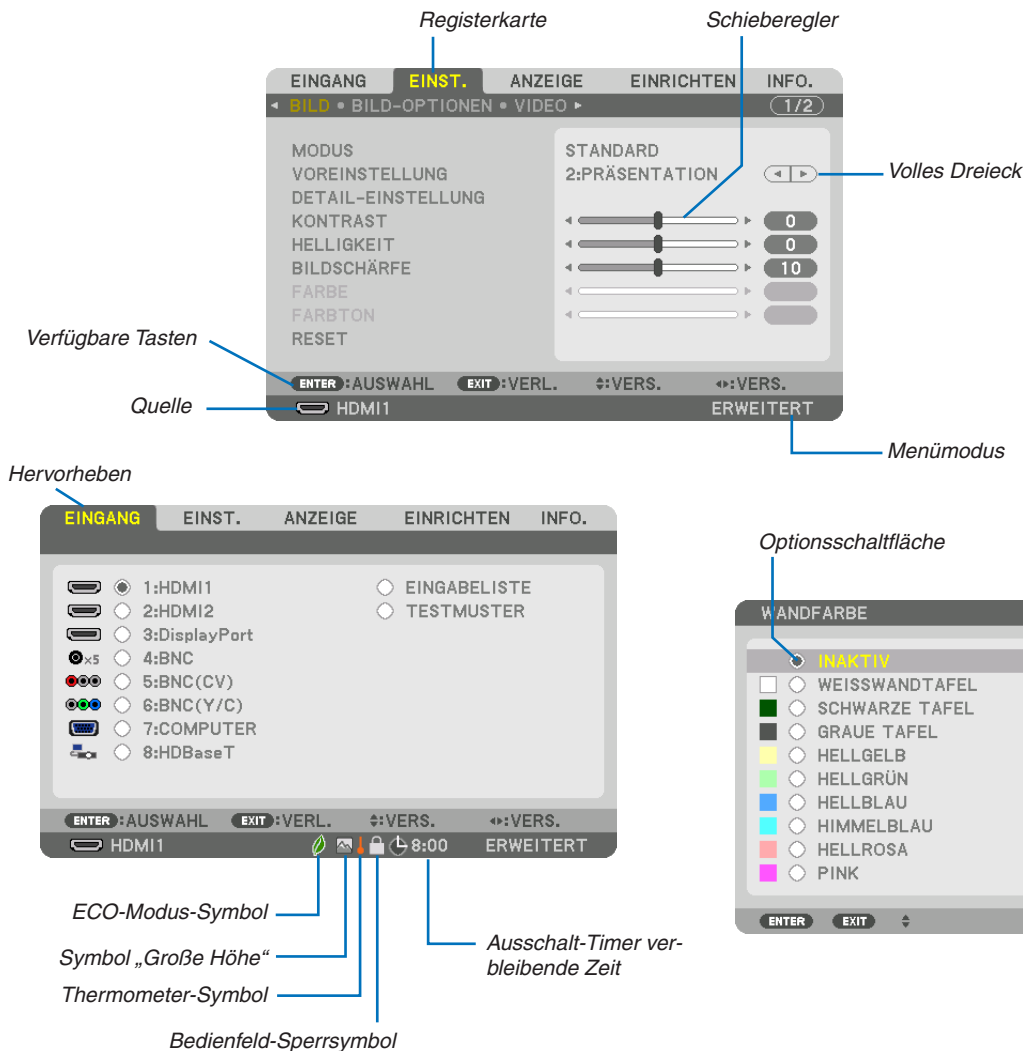 Registerkarte
Schieberegler
EINGANG EINST. ANZEIGE EINRICHTEN INFO.
BILD • BILD-OPTIONEN • VIDEO 1/2
MODUS STANDARD
VOREINSTELLUNG 2:PRÄSENTATION
Volles Dreieck
DETAIL-EINSTELLUNG
KONTRAST 0
HELLIGKEIT 0
BILDSCHÄRFE 10
FARBE
FARBTON
RESET
Verfügbare Tasten
ENTER:AUSWAHL EXIT:VERL. :VERS. :VERS.
Quelle
HDMI1 ERWEITERT
Menümodus
Hervorheben
EINGANG EINST. ANZEIGE EINRICHTEN INFO.
1:HDMI1 EINGABELISTE
2:HDMI2 TESTMUSTER
3:DisplayPort
×5 4:BNC
5:BNC(CV)
6:BNC(Y/C)
7:COMPUTER
8:HDBaseT
ENTER:AUSWAHL EXIT:VERL. :VERS. :VERS.
HDMI1 8:00 ERWEITERT
ECO-Modus-Symbol
Symbol „Große Höhe“
Thermometer-Symbol
Bedienfeld-Sperrsymbol
Ausschalt-Timer ver-
bleibende Zeit
Optionsschaltfläche
WANDFARBE
INAKTIV
WEISSWANDTAFEL
SCHWARZE TAFEL
GRAUE TAFEL
HELLGELB
HELLGRÜN
HELLBLAU
HIMMELBLAU
HELLROSA
PINK
ENTER EXIT